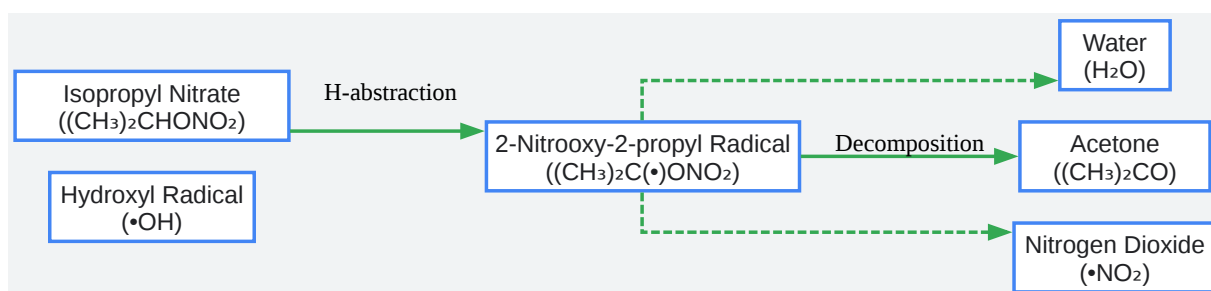 Isopropyl Nitrate
((CH₃)₂CHONO₂)
Hydroxyl Radical
(•OH)
H-abstraction
2-Nitrooxy-2-propyl Radical
((CH₃)₂C(•)ONO₂)
Decomposition
Water
(H₂O)
Acetone
((CH₃)₂CO)
Nitrogen Dioxide
(•NO₂)